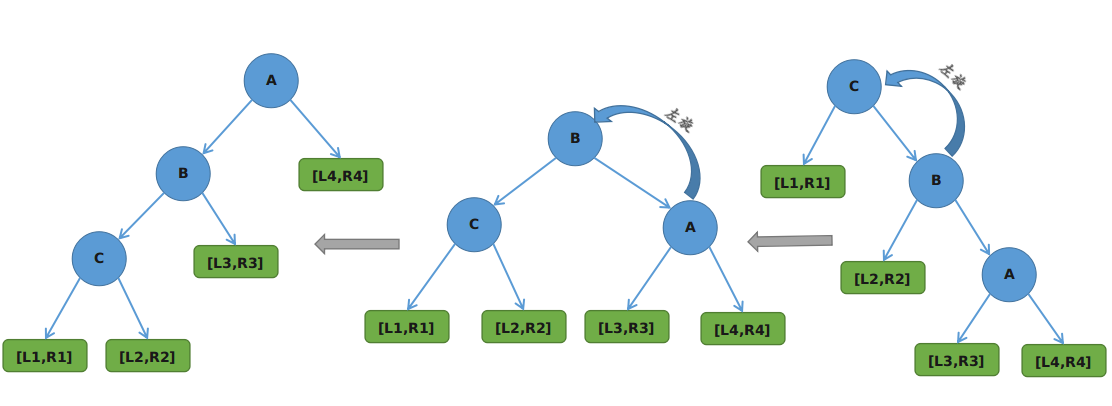 A
B
[L4,R4]
C
[L3,R3]
[L1,R1]
[L2,R2]
左旋
B
C
A
[L1,R1]
[L2,R2]
[L3,R3]
[L4,R4]
左旋
C
[L1,R1]
B
[L2,R2]
A
[L3,R3]
[L4,R4]